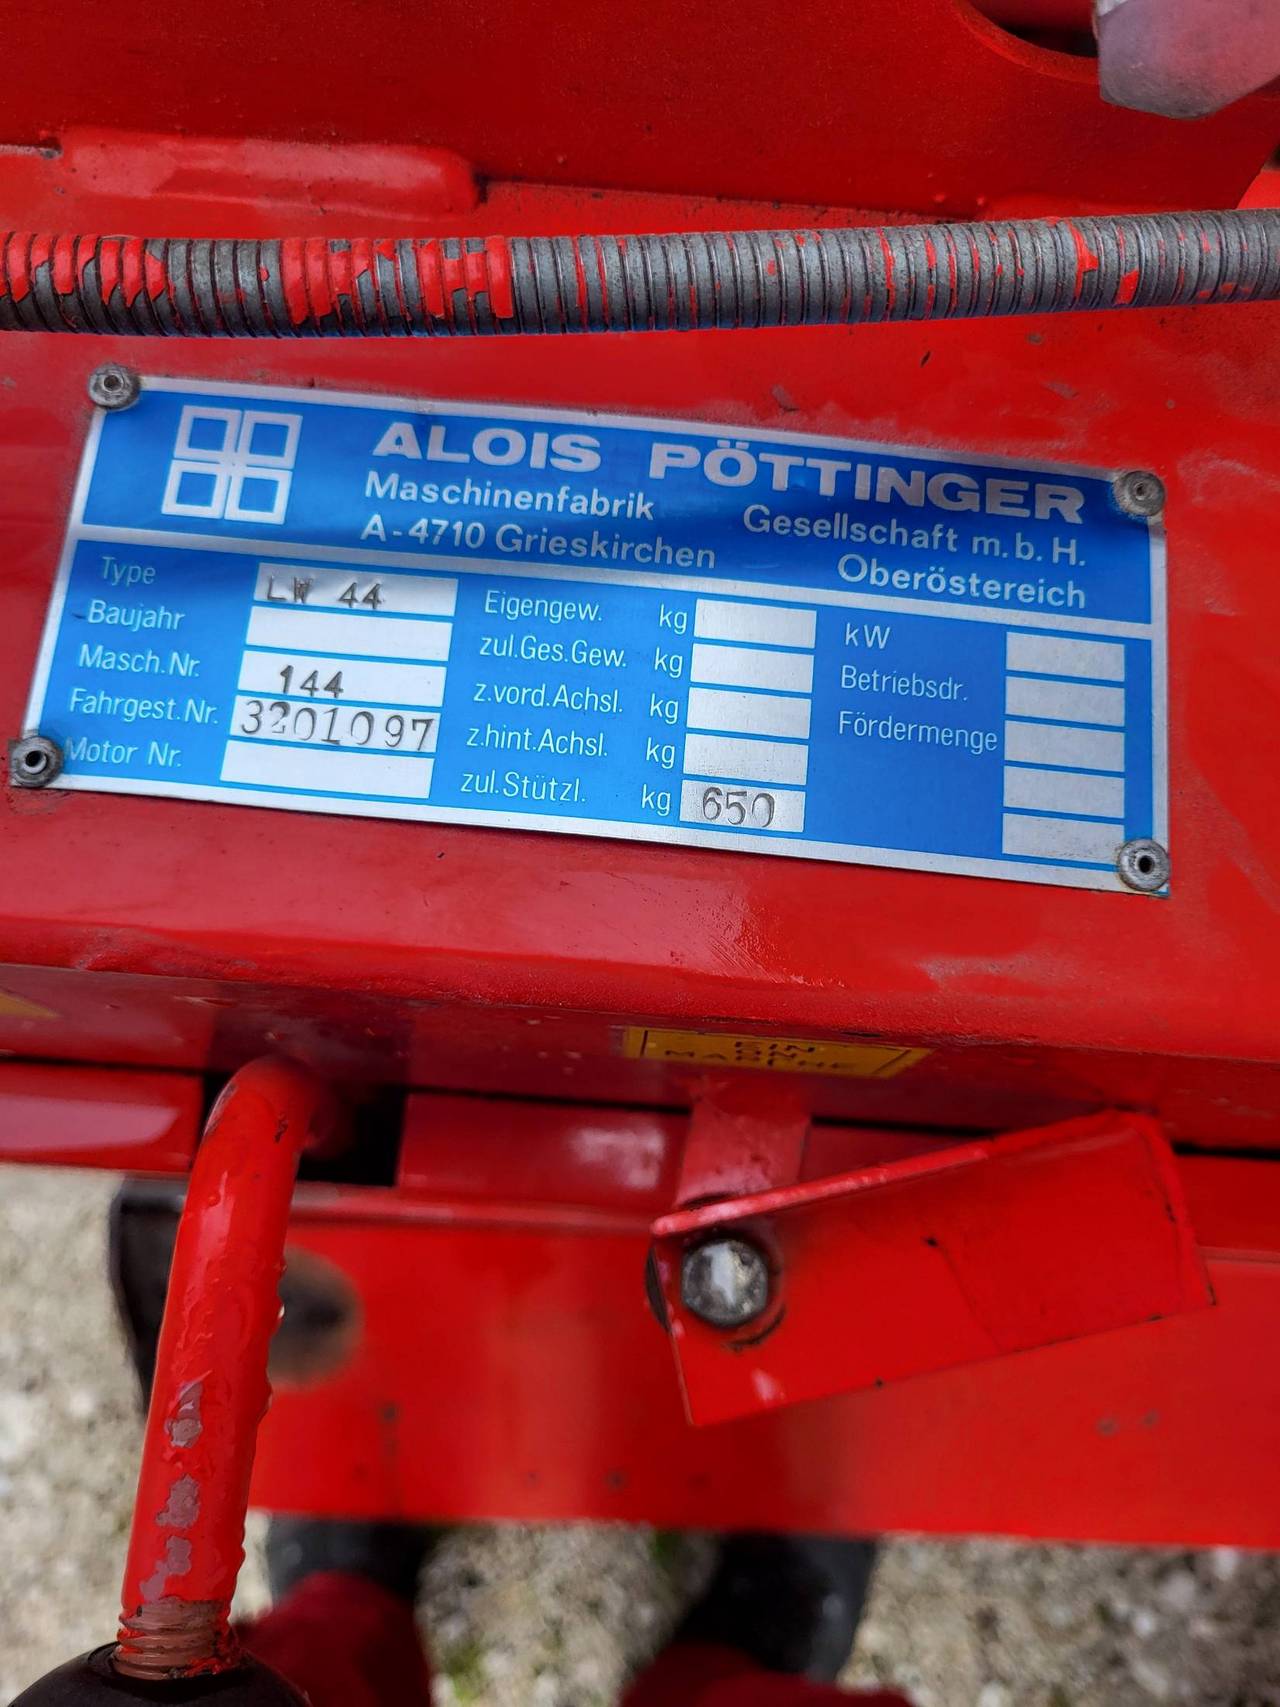 ALOIS PÖTTINGER
Maschinenfabrik Gesellschaft m.b.H.
A-4710 Grieskirchen Oberöstereich
Type LW 44
Baujahr
Masch.Nr. 144
Fahrgest.Nr. 3201097
Motor Nr.
Eigengew. kg
zul.Ges.Gew. kg
z.vord.Achsl. kg
z.hint.Achsl. kg
zul.Stützl. kg 650
kW
Betriebsdr.
Fördermenge
EIN